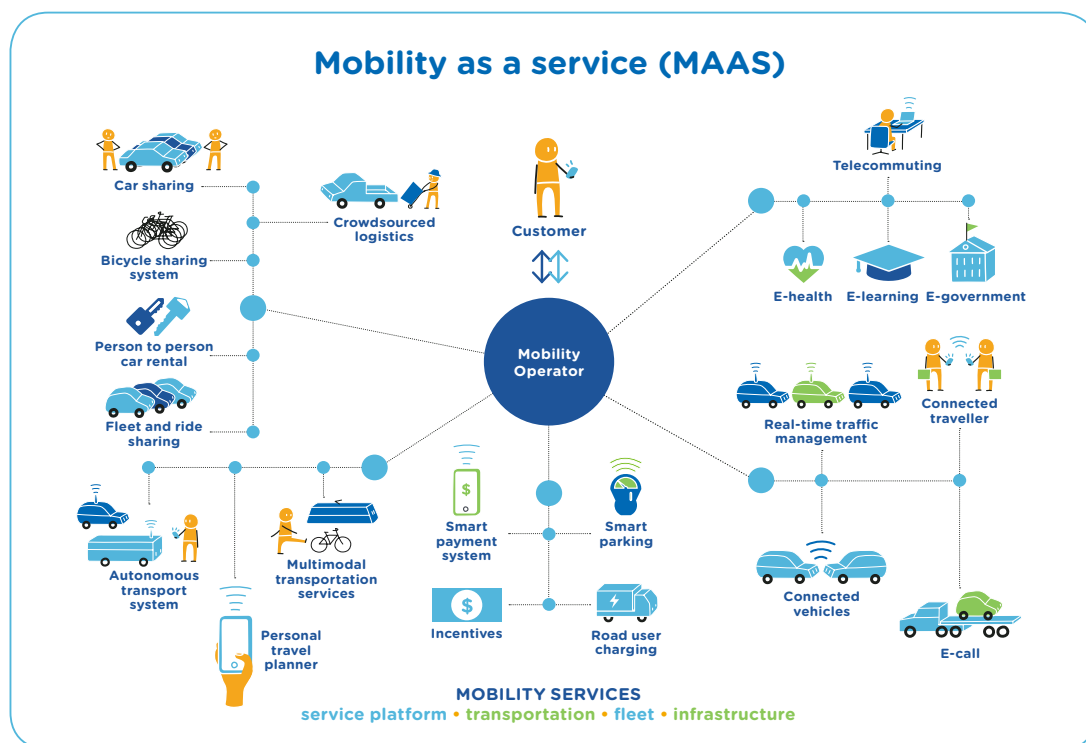 Mobility as a service (MAAS)
Car sharing
Crowdsourced
logistics
Bicycle sharing
system
Person to person
car rental
Fleet and ride
sharing
Customer
Mobility
Operator
Telecommuting
E-health
E-learning
E-government
Real-time traffic
management
Connected
traveller
Connected
vehicles
E-call
Autonomous
transport
system
Personal
travel
planner
Multimodal
transportation
services
$
Smart
payment
system
Smart
parking
$
Incentives
Road user
charging
MOBILITY SERVICES
service platform • transportation • fleet • infrastructure